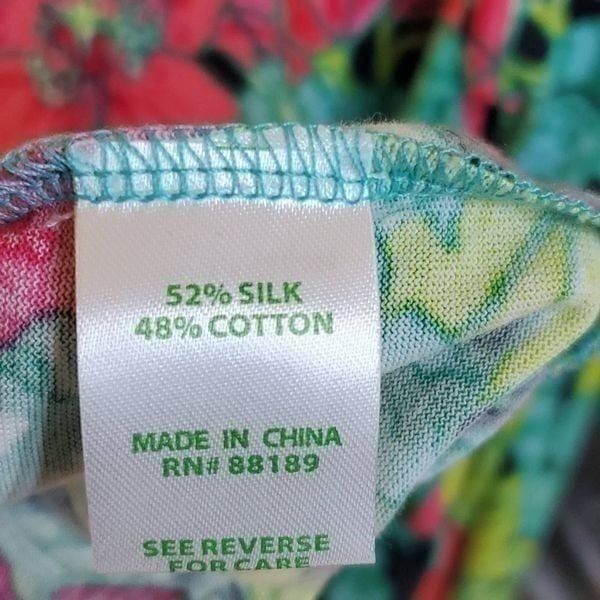 52% SILK
48% COTTON
MADE IN CHINA
RN# 88189
SEE REVERSE
FOR CARE